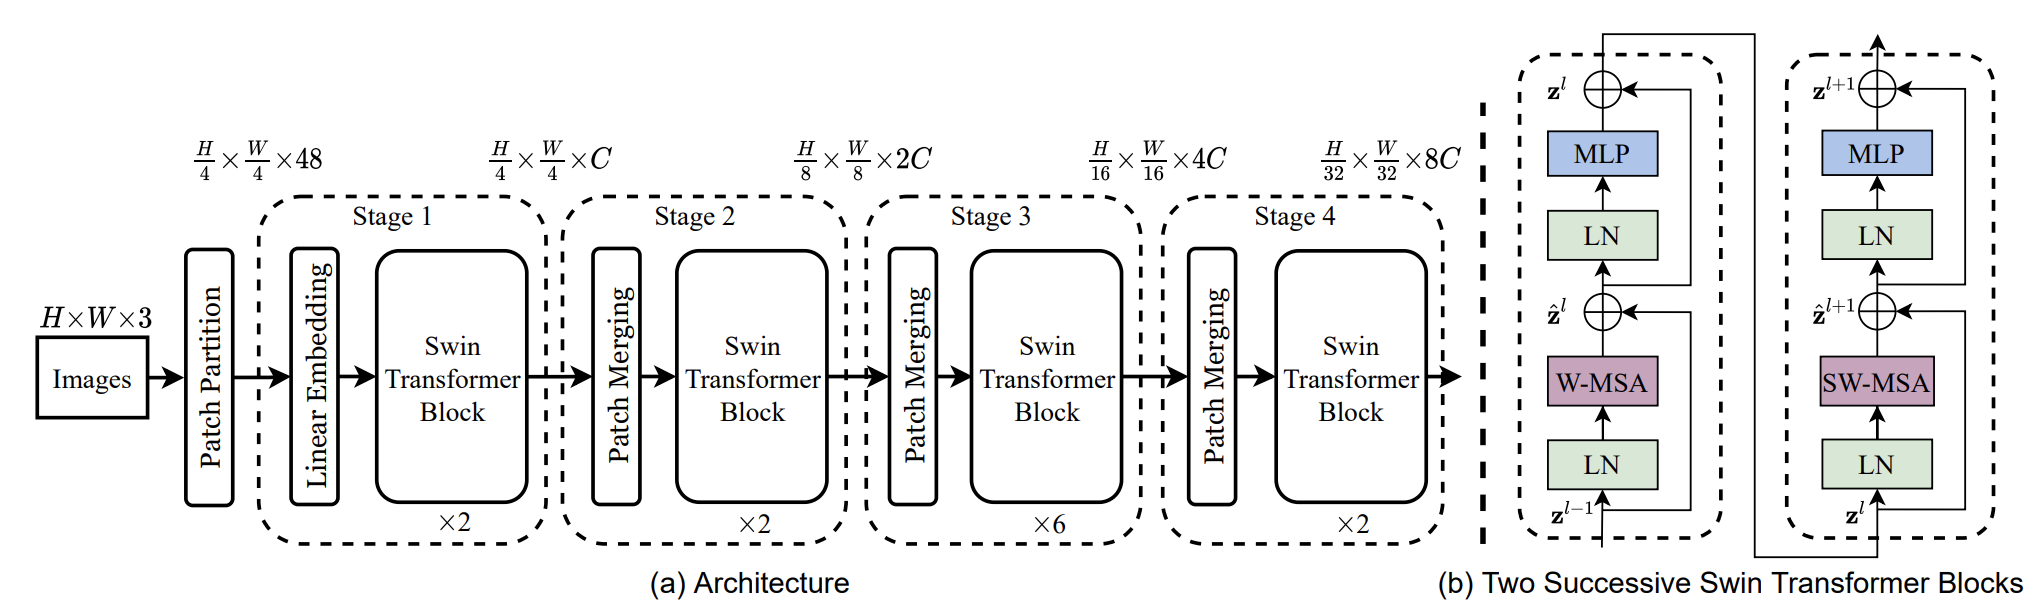 H×W×3
Images
Patch Partition
H/4 × W/4 × 48
Stage 1
Linear Embedding
Swin
Transformer
Block
×2
H/4 × W/4 × C
Stage 2
Patch Merging
Swin
Transformer
Block
×2
H/8 × W/8 × 2C
Stage 3
Patch Merging
Swin
Transformer
Block
×6
H/16 × W/16 × 4C
Stage 4
Patch Merging
Swin
Transformer
Block
×2
H/32 × W/32 × 8C
(a) Architecture
z^l
MLP
LN
ẑ^l
W-MSA
LN
z^{l-1}
z^{l+1}
MLP
LN
ẑ^{l+1}
SW-MSA
LN
z^l
(b) Two Successive Swin Transformer Blocks